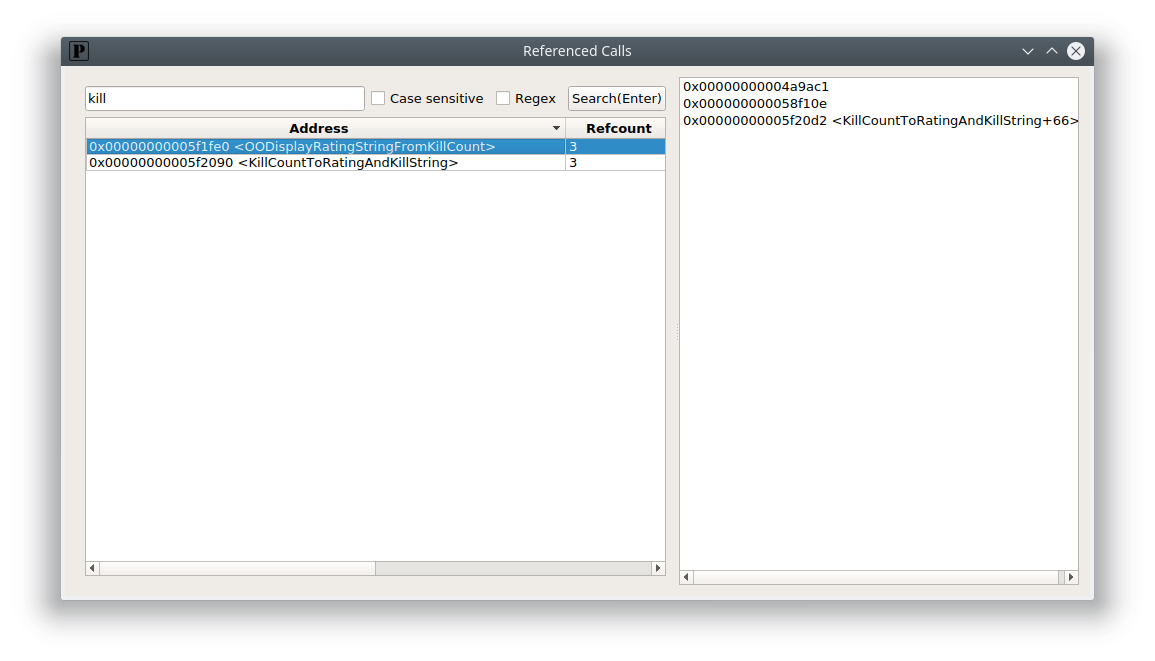 P
Referenced Calls
kill
Case sensitive
Regex
Search(Enter)
Address
Refcount
0x00000000005f1fe0 <OODisplayRatingStringFromKillCount>
3
0x00000000005f2090 <KillCountToRatingAndKillString>
3
0x00000000004a9ac1
0x000000000058f10e
0x00000000005f20d2 <KillCountToRatingAndKillString+66>